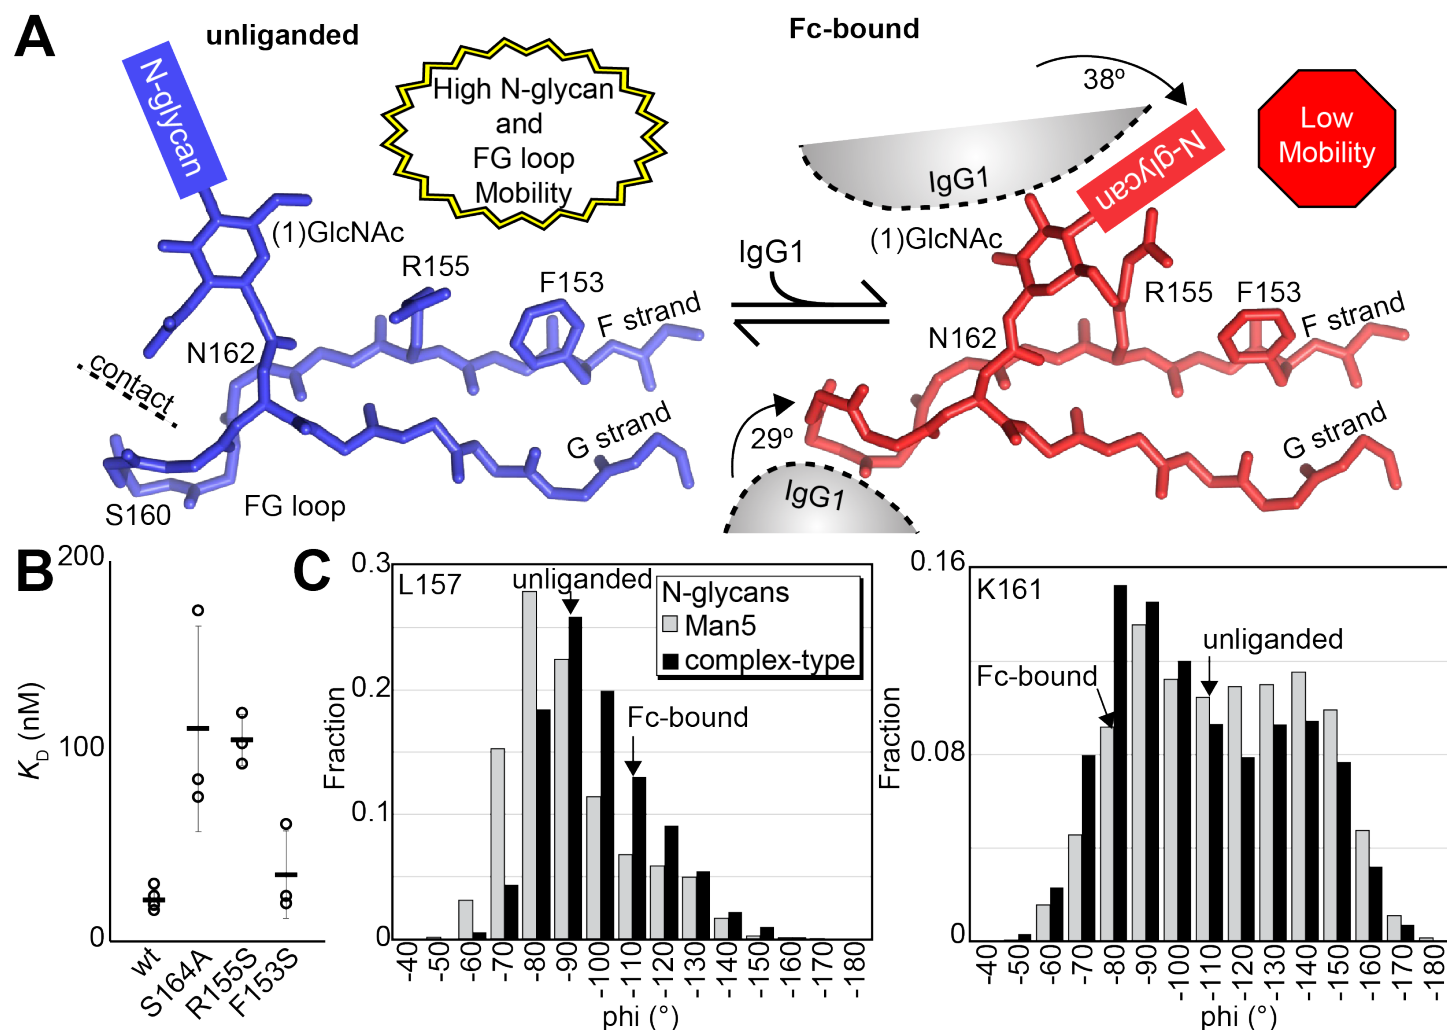 A
unliganded
N-glycan
High N-glycan
and
FG loop
Mobility
(1)GlcNAc
R155
F153
F strand
N162
contact
G strand
S160
FG loop
IgG1
Fc-bound
38º
Low
Mobility
IgG1
N-glycan
(1)GlcNAc
R155
F153
F strand
N162
29º
G strand
IgG1
B
200
100
0
KD (nM)
wt
S164A
R155S
F153S
C
0.3
0.2
0.1
0
Fraction
L157
unliganded
N-glycans
Man5
complex-type
Fc-bound
-40
-50
-60
-70
-80
-90
-100
-110
-120
-130
-140
-150
-160
-170
-180
phi (°)
0.16
0.08
0
Fraction
K161
unliganded
Fc-bound
-40
-50
-60
-70
-80
-90
-100
-110
-120
-130
-140
-150
-160
-170
-180
phi (°)